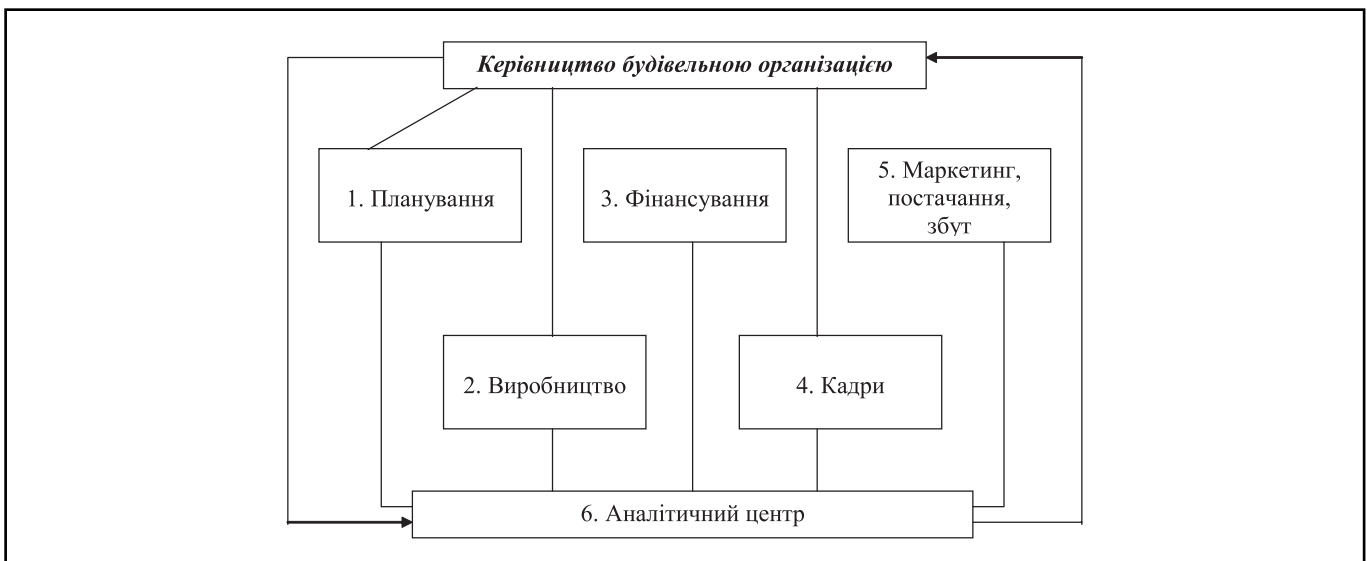 Керівництво будівельною організацією
1. Планування
3. Фінансування
5. Маркетинг,
постачання,
збут
2. Виробництво
4. Кадри
6. Аналітичний центр